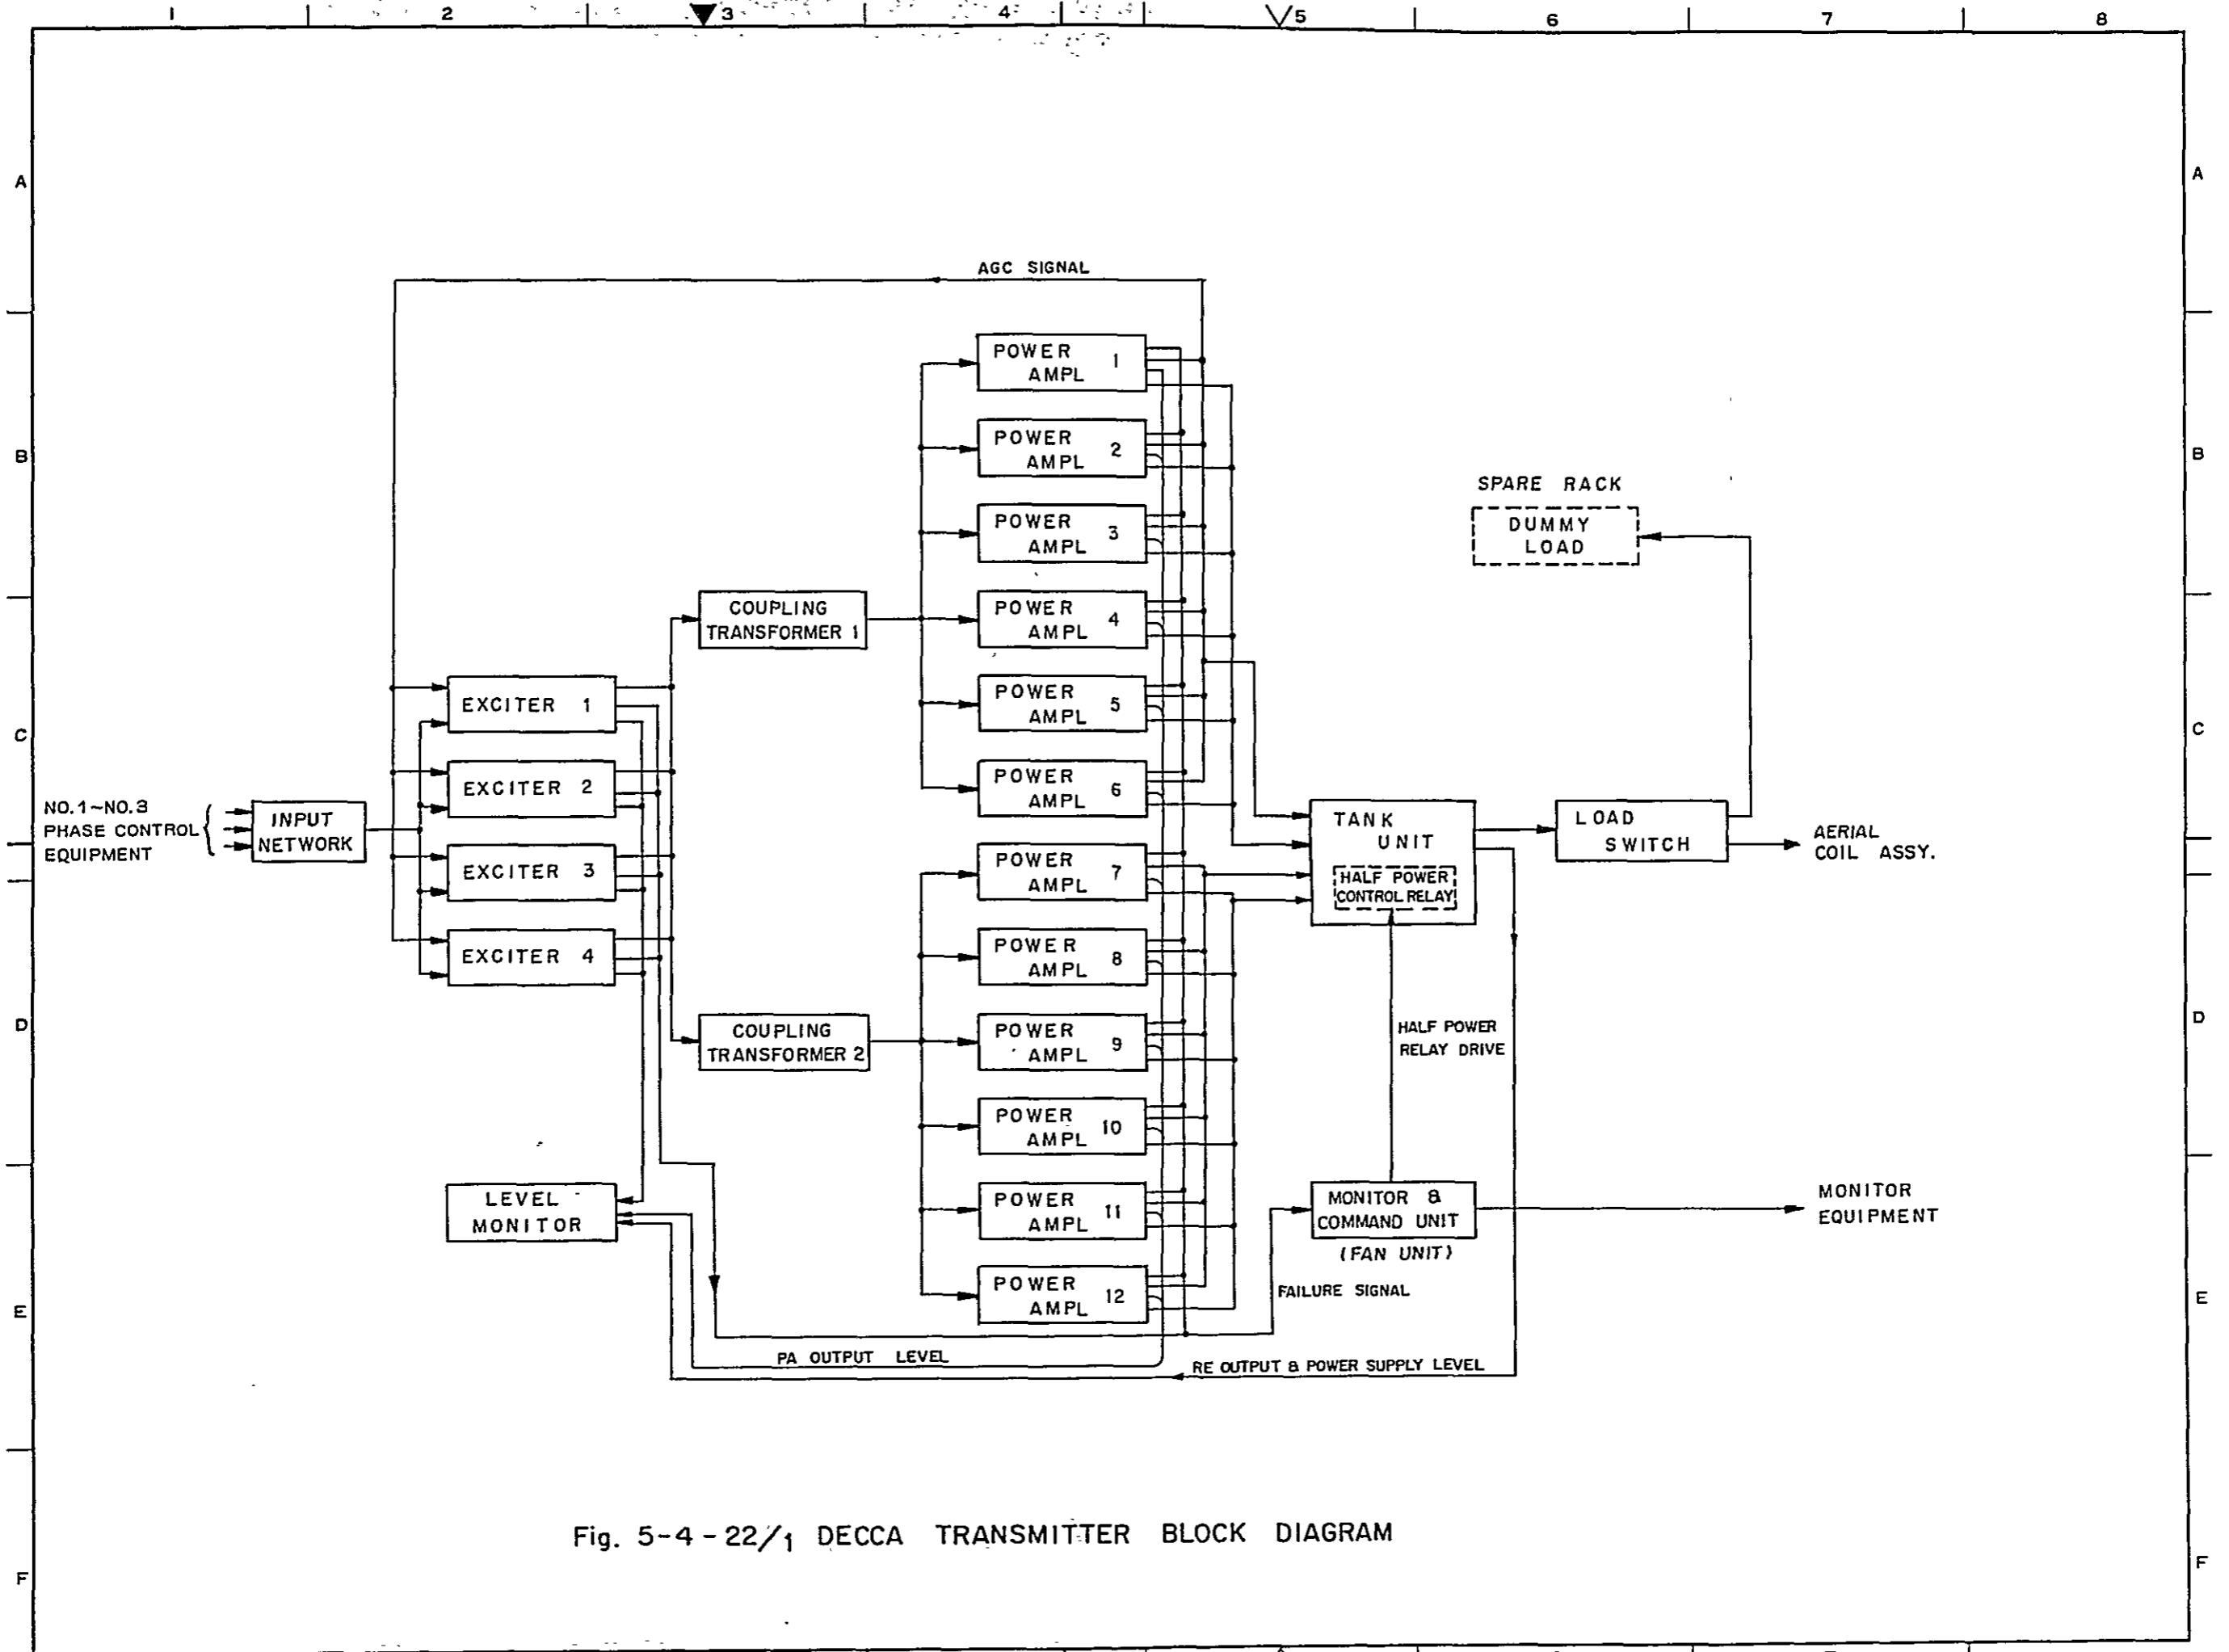 1 2 3 4 5 6 7 8
A A
B B
C C
D D
E E
F F
AGC SIGNAL
NO.1~NO.3
PHASE CONTROL
EQUIPMENT
INPUT
NETWORK
EXCITER 1
EXCITER 2
EXCITER 3
EXCITER 4
LEVEL
MONITOR
COUPLING
TRANSFORMER 1
COUPLING
TRANSFORMER 2
POWER
AMPL 1
POWER
AMPL 2
POWER
AMPL 3
POWER
AMPL 4
POWER
AMPL 5
POWER
AMPL 6
POWER
AMPL 7
POWER
AMPL 8
POWER
AMPL 9
POWER
AMPL 10
POWER
AMPL 11
POWER
AMPL 12
SPARE RACK
DUMMY
LOAD
TANK
UNIT
HALF POWER
CONTROL RELAY
LOAD
SWITCH
AERIAL
COIL ASSY.
HALF POWER
RELAY DRIVE
MONITOR &
COMMAND UNIT
(FAN UNIT)
MONITOR
EQUIPMENT
FAILURE SIGNAL
PA OUTPUT LEVEL
RE OUTPUT & POWER SUPPLY LEVEL
Fig. 5-4-22/1 DECCA TRANSMITTER BLOCK DIAGRAM